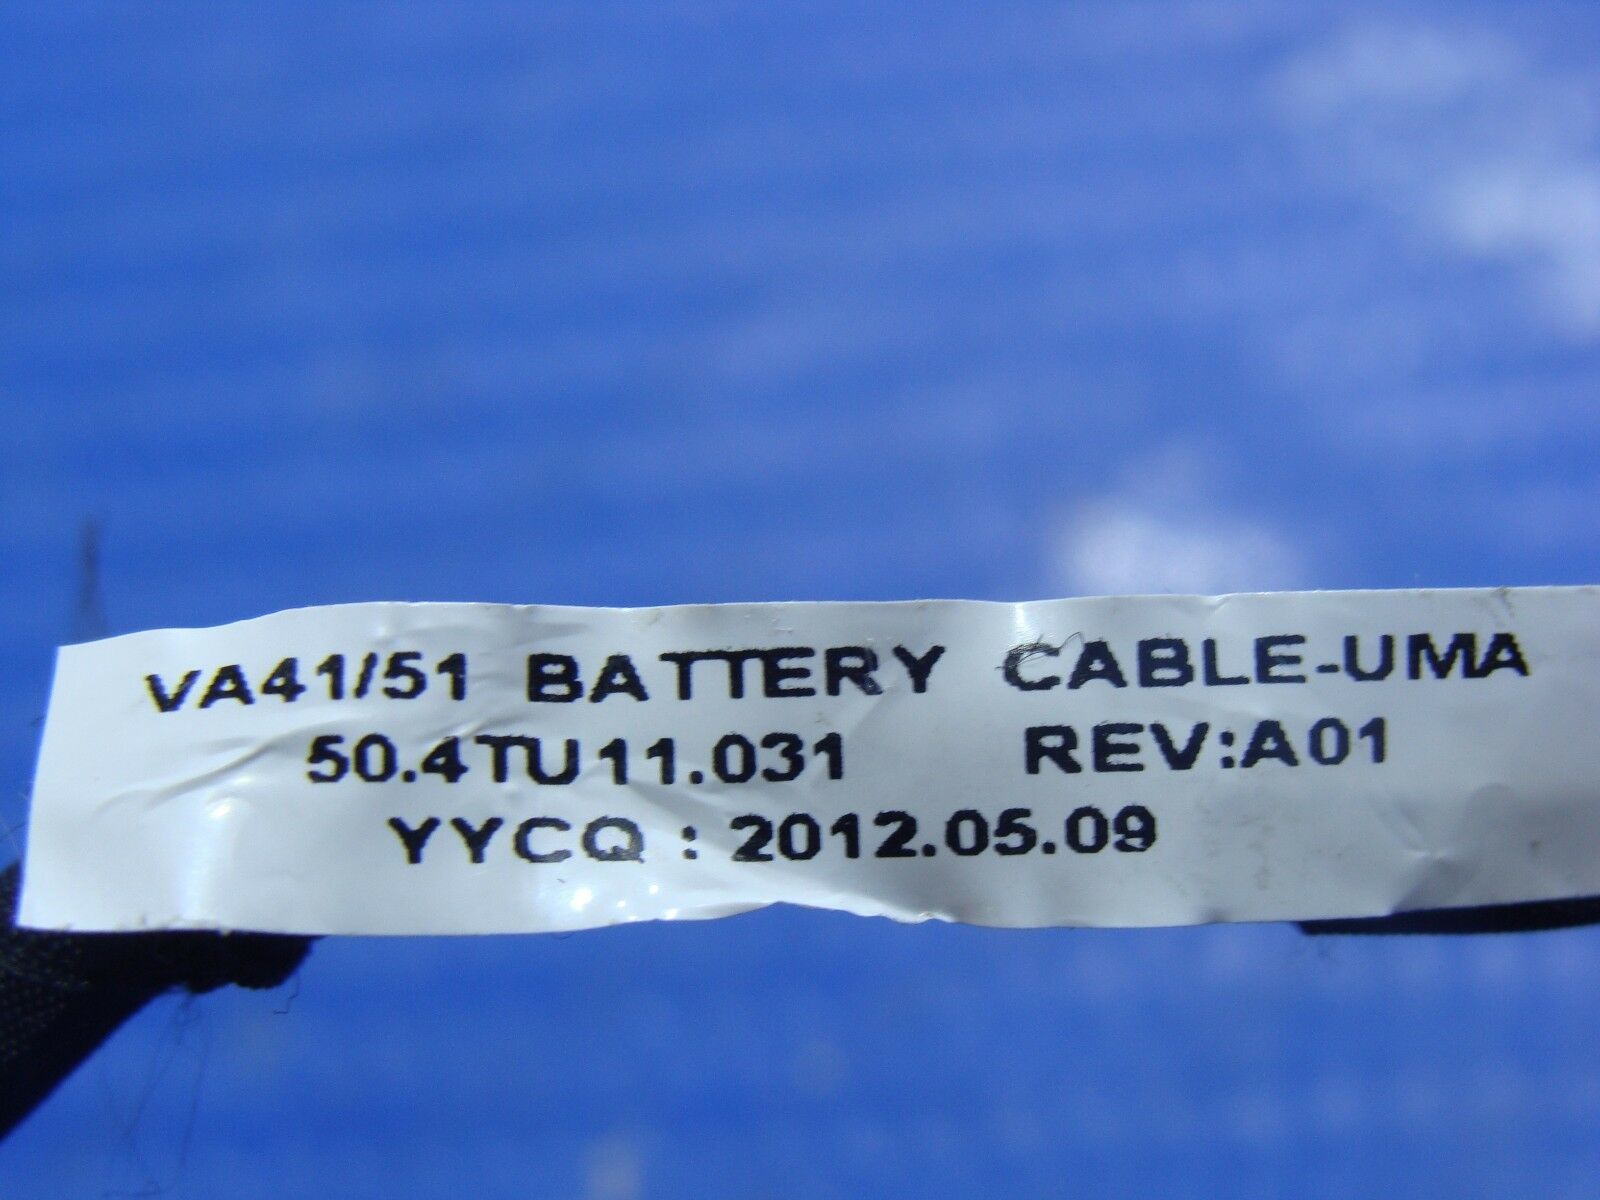 VA41/51 BATTERY CABLE-UMA
50.4TU11.031 REV:A01
YYCQ : 2012.05.09